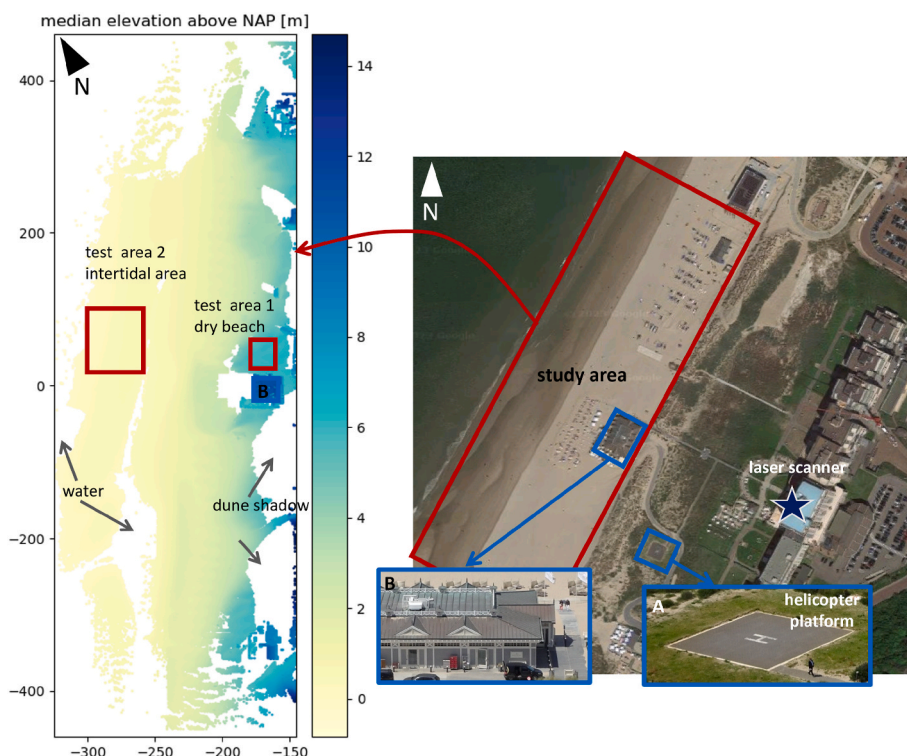 median elevation above NAP [m]
N
400
200
0
−200
−400
−300
−250
−200
−150
test area 2
intertidal area
test area 1
dry beach
B
water
dune shadow
14
12
10
8
6
4
2
0
N
study area
laser scanner
B
A
helicopter
platform
H